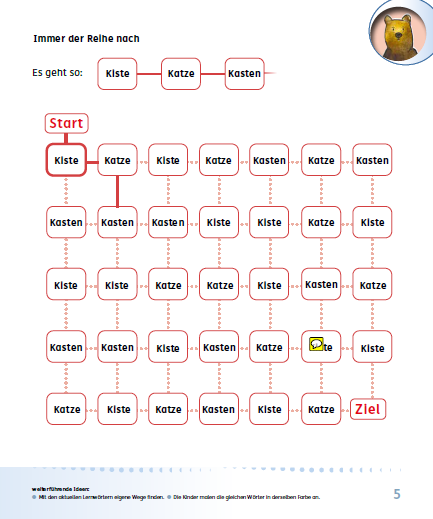 Immer der Reihe nach
Es geht so: Kiste Katze Kasten
Start
Kiste Katze Kiste Katze Kasten Katze Kasten
Kasten Kasten Kasten Kiste Kiste Katze Kiste
Kiste Kiste Katze Katze Kiste Kasten Katze
Kasten Kasten Kiste Kasten Katze te Kiste
Katze Kiste Katze Kasten Kiste Katze Ziel
weiterführende Ideen:
Mit den aktuellen Lernwörtern eigene Wege finden. Die Kinder malen die gleichen Wörter in derselben Farbe an.
5